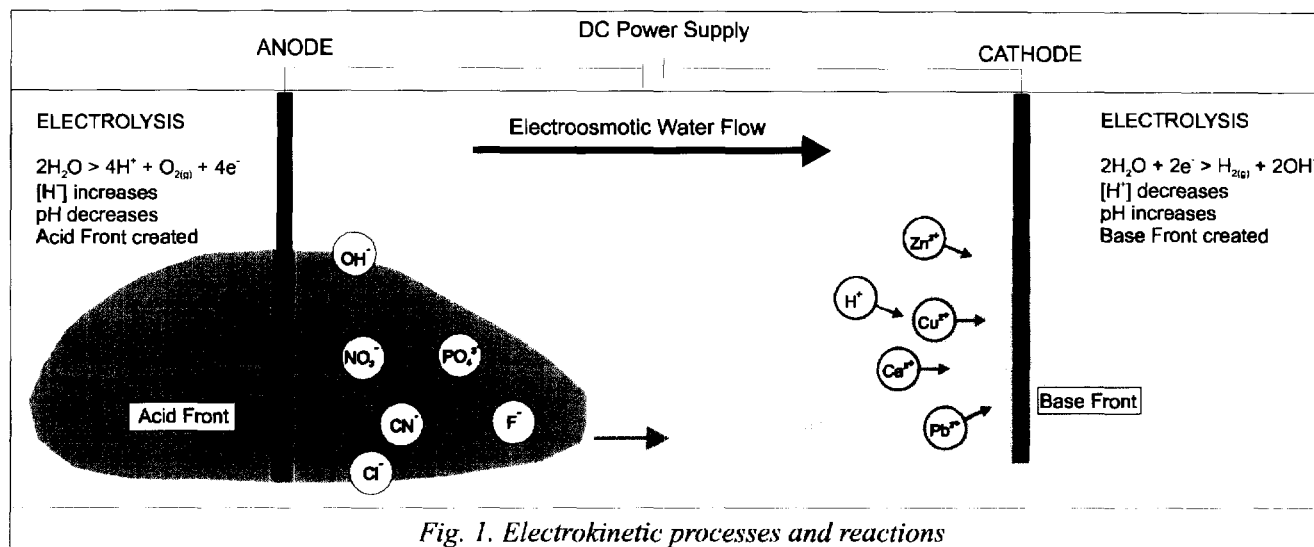 DC Power Supply
ANODE
CATHODE
ELECTROLYSIS
2H₂O > 4H⁺ + O₂₍g₎ + 4e⁻
[H⁺] increases
pH decreases
Acid Front created
Electroosmotic Water Flow
ELECTROLYSIS
2H₂O + 2e⁻ > H₂₍g₎ + 2OH⁻
[H⁺] decreases
pH increases
Base Front created
OH⁻
Zn²⁺
H⁺
Cu²⁺
NO₃⁻
PO₄³⁻
Ca²⁺
Acid Front
CN⁻
F⁻
Pb²⁺
Base Front
Cl⁻
Fig. 1. Electrokinetic processes and reactions